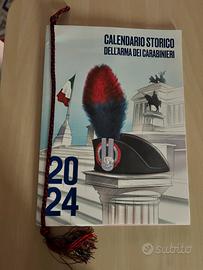 CALENDARIO STORICO
DELL'ARMA DEI CARABINIERI
20
24
subito